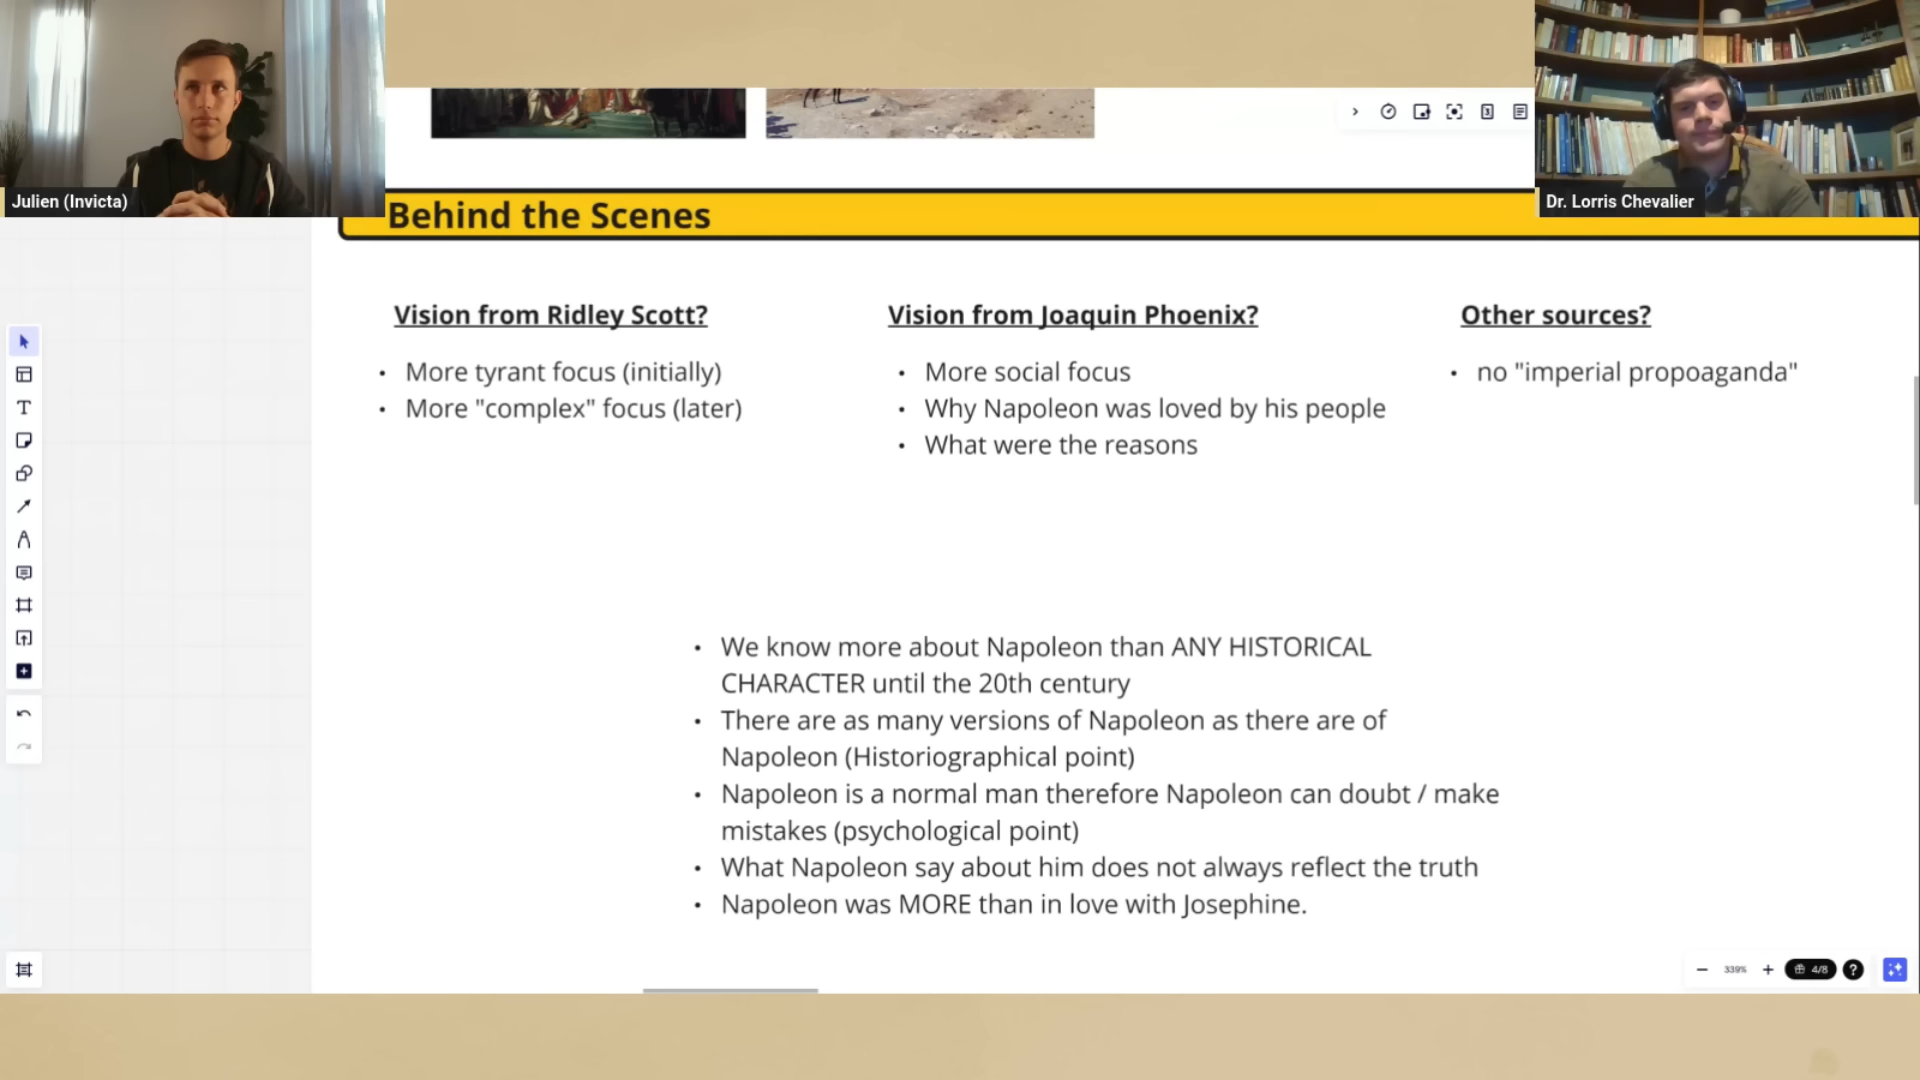 Julien (Invicta)
Dr. Lorris Chevalier
Behind the Scenes
Vision from Ridley Scott?
• More tyrant focus (initially)
• More "complex" focus (later)
Vision from Joaquin Phoenix?
• More social focus
• Why Napoleon was loved by his people
• What were the reasons
Other sources?
• no "imperial propoaganda"
• We know more about Napoleon than ANY HISTORICAL
CHARACTER until the 20th century
• There are as many versions of Napoleon as there are of
Napoleon (Historiographical point)
• Napoleon is a normal man therefore Napoleon can doubt / make
mistakes (psychological point)
• What Napoleon say about him does not always reflect the truth
• Napoleon was MORE than in love with Josephine.
339%
4/8
?